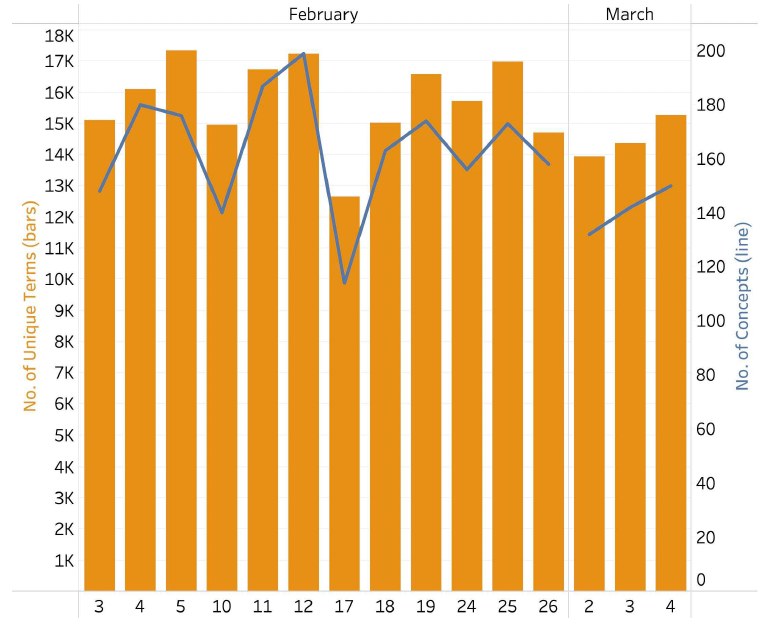 February March
18K
17K
16K
15K
14K
13K
12K
11K
10K
9K
8K
7K
6K
5K
4K
3K
2K
1K
No. of Unique Terms (bars)
200
180
160
140
120
100
80
60
40
20
0
No. of Concepts (line)
3 4 5 10 11 12 17 18 19 24 25 26 2 3 4